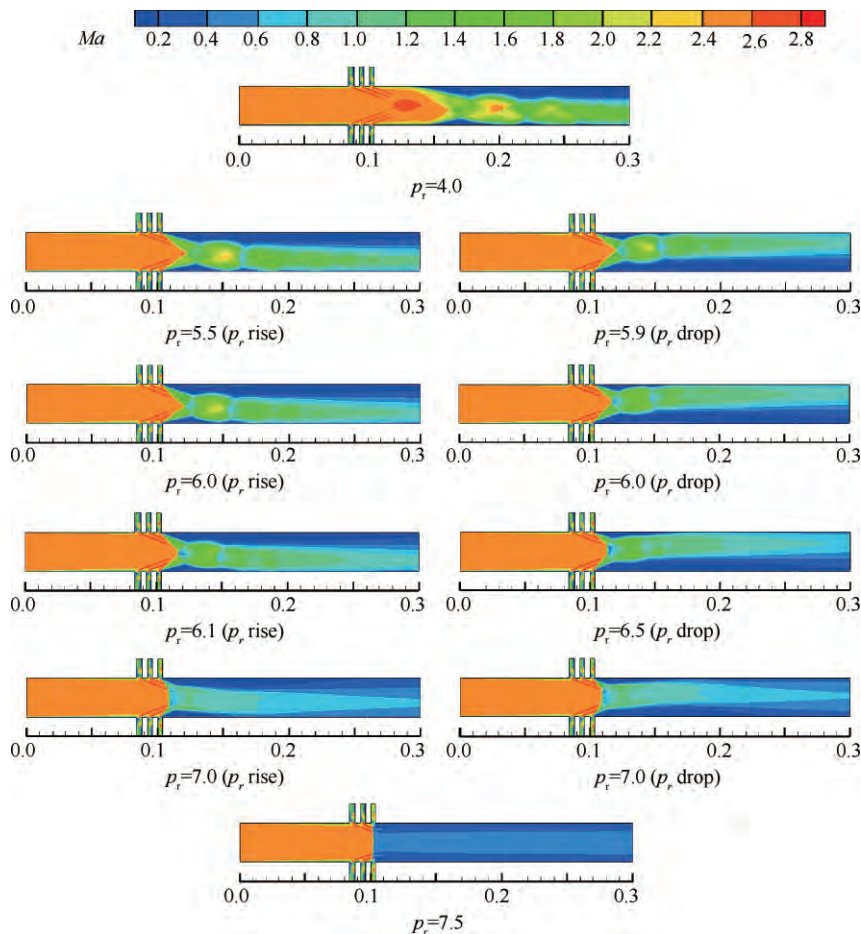 Ma 0.2 0.4 0.6 0.8 1.0 1.2 1.4 1.6 1.8 2.0 2.2 2.4 2.6 2.8
0.0 0.1 0.2 0.3
pr=4.0
0.0 0.1 0.2 0.3 0.0 0.1 0.2 0.3
pr=5.5 (pr rise) pr=5.9 (pr drop)
0.0 0.1 0.2 0.3 0.0 0.1 0.2 0.3
pr=6.0 (pr rise) pr=6.0 (pr drop)
0.0 0.1 0.2 0.3 0.0 0.1 0.2 0.3
pr=6.1 (pr rise) pr=6.5 (pr drop)
0.0 0.1 0.2 0.3 0.0 0.1 0.2 0.3
pr=7.0 (pr rise) pr=7.0 (pr drop)
0.0 0.1 0.2 0.3
pr=7.5